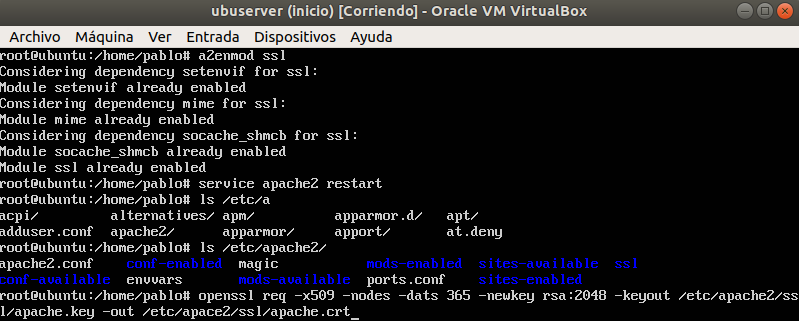 ubuserver (inicio) [Corriendo] - Oracle VM VirtualBox
Archivo Máquina Ver Entrada Dispositivos Ayuda
root@ubuntu:/home/pablo# a2enmod ssl
Considering dependency setenvif for ssl:
Module setenvif already enabled
Considering dependency mime for ssl:
Module mime already enabled
Considering dependency socache_shmcb for ssl:
Module socache_shmcb already enabled
Module ssl already enabled
root@ubuntu:/home/pablo# service apache2 restart
root@ubuntu:/home/pablo# ls /etc/a
acpi/ alternatives/ apm/ apparmor.d/ apt/
adduser.conf apache2/ apparmor/ apport/ at.deny
root@ubuntu:/home/pablo# ls /etc/apache2/
apache2.conf conf-enabled magic mods-enabled sites-available ssl
conf-available envvars mods-available ports.conf sites-enabled
root@ubuntu:/home/pablo# openssl req -x509 -nodes -dats 365 -newkey rsa:2048 -keyout /etc/apache2/ss
l/apache.key -out /etc/apace2/ssl/apache.crt_